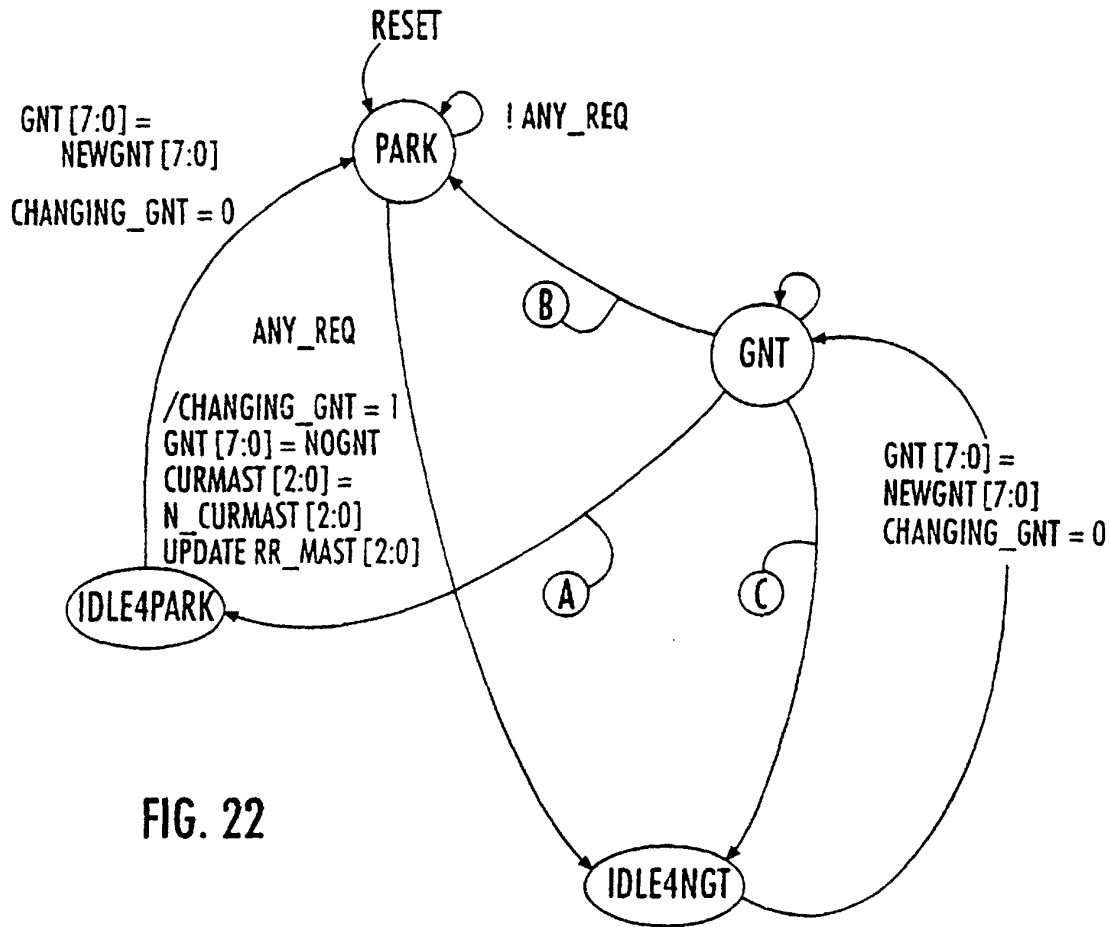 RESET
GNT [7:0] =
NEWGNT [7:0]
CHANGING_GNT = 0
PARK
! ANY_REQ
B
GNT
ANY_REQ
/CHANGING_GNT = 1
GNT [7:0] = NOGNT
CURMAST [2:0] =
N_CURMAST [2:0]
UPDATE RR_MAST [2:0]
GNT [7:0] =
NEWGNT [7:0]
CHANGING_GNT = 0
IDLE4PARK
A
C
FIG. 22
IDLE4NGT